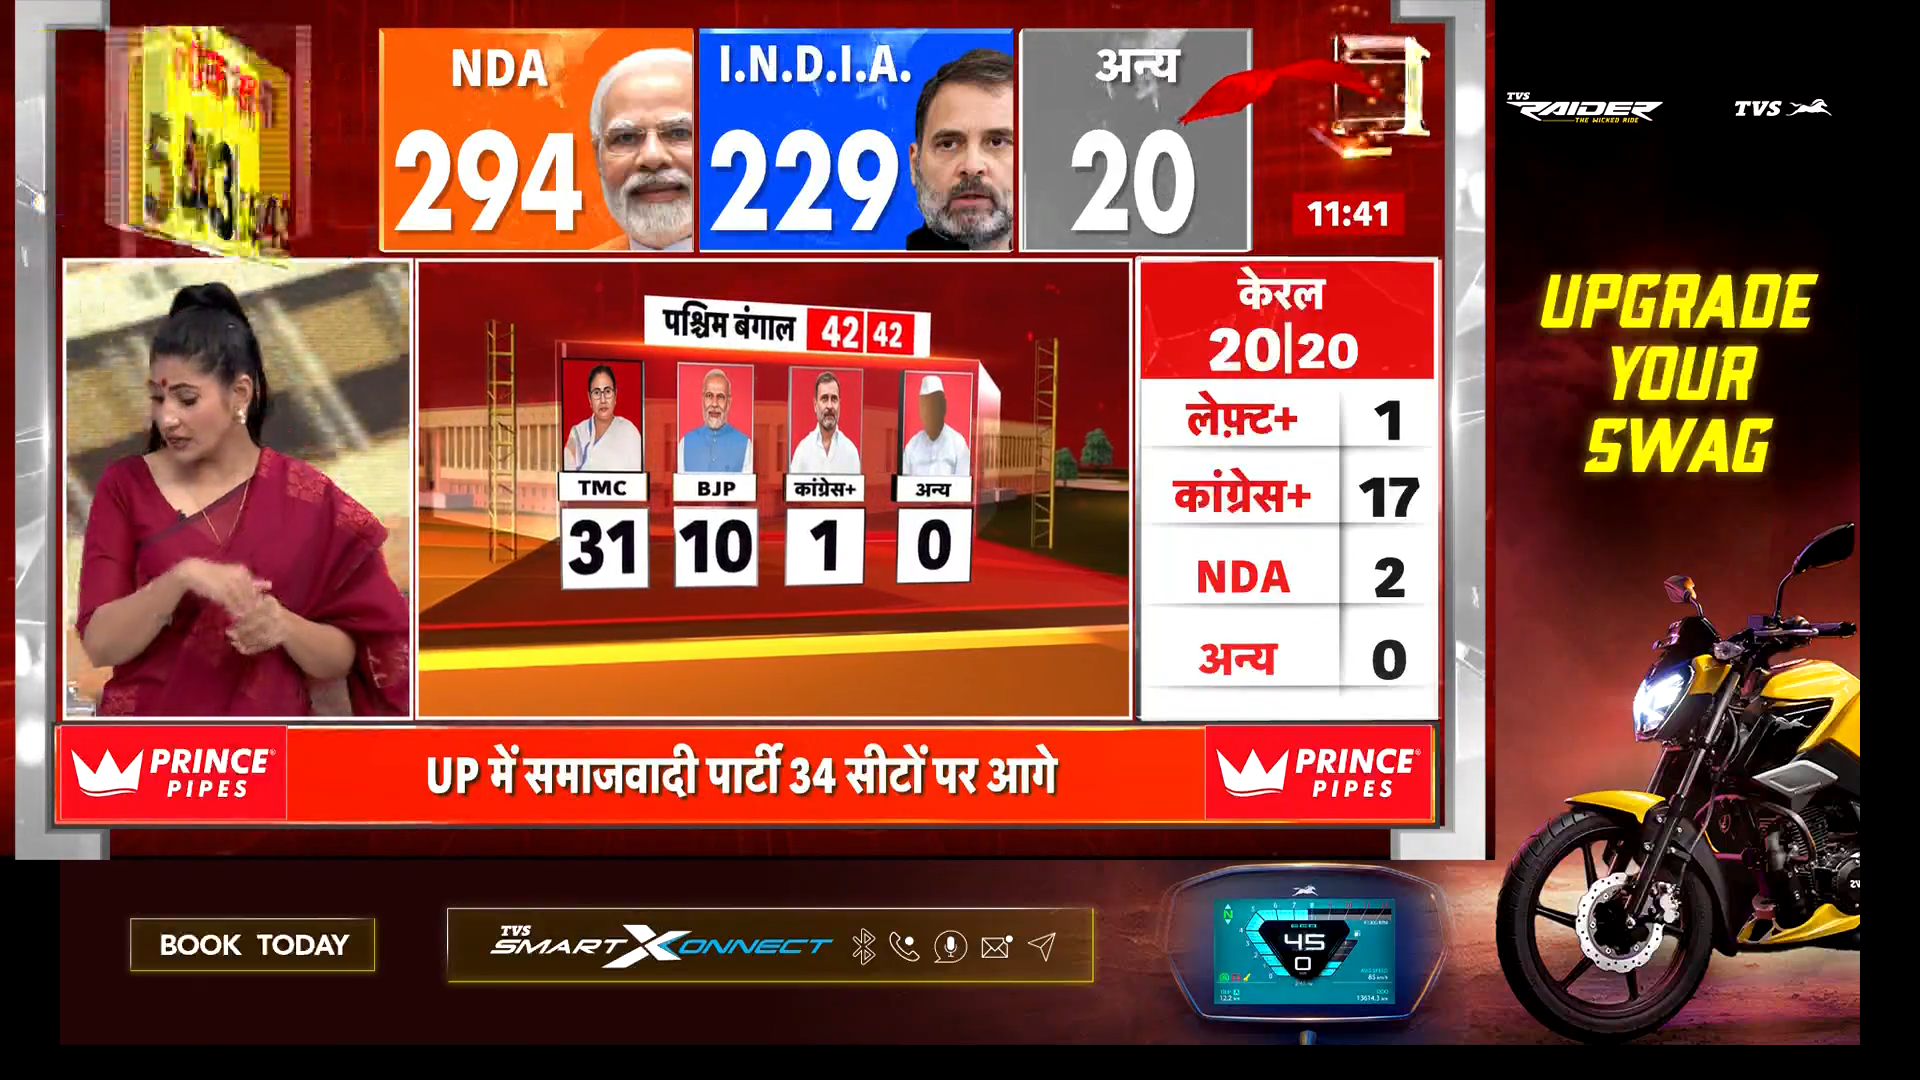 NDA
294
I.N.D.I.A.
229
अन्य
20
11:41
पश्चिम बंगाल 42 42
TMC BJP कांग्रेस+ अन्य
31 10 1 0
केरल
20|20
लेफ़्ट+ 1
कांग्रेस+ 17
NDA 2
अन्य 0
PRINCE
PIPES
UP में समाजवादी पार्टी 34 सीटों पर आगे
PRINCE
PIPES
TVS
RAIDER
THE WICKED RIDE
TVS
UPGRADE
YOUR
SWAG
BOOK TODAY
TVS
SMARTXONNECT
45
0